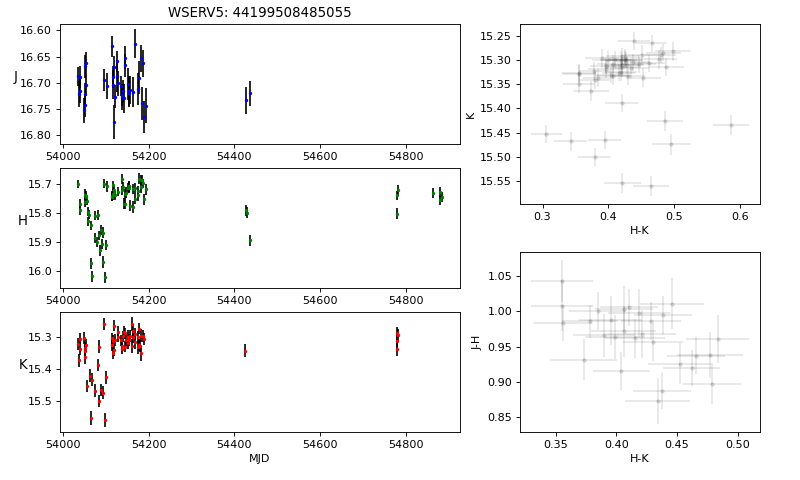 WSERV5: 44199508485055
16.60
16.65
16.70
16.75
16.80
J
54000 54200 54400 54600 54800
15.7
15.8
15.9
16.0
H
54000 54200 54400 54600 54800
15.3
15.4
15.5
K
54000 54200 54400 54600 54800
MJD
15.25
15.30
15.35
15.40
15.45
15.50
15.55
K
0.3 0.4 0.5 0.6
H-K
1.05
1.00
0.95
0.90
0.85
J-H
0.35 0.40 0.45 0.50
H-K